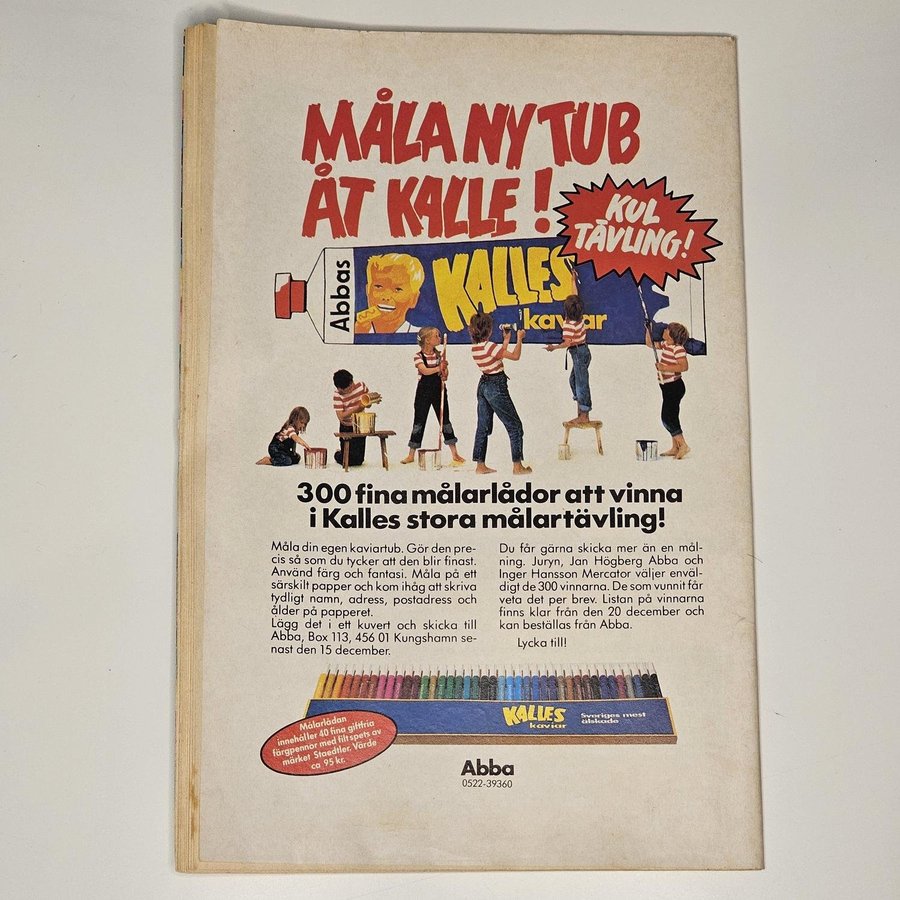 MÅLA NY TUB
ÅT KALLE!
KUL
TÄVLING!
Abbas
KALLES
kaviar
300 fina målarlådor att vinna
i Kalles stora målartävling!
Måla din egen kaviartub. Gör den pre-
cis så som du tycker att den blir finast.
Använd färg och fantasi. Måla på ett
särskilt papper och kom ihåg att skriva
tydligt namn, adress, postadress och
ålder på papperet.
Lägg det i ett kuvert och skicka till
Abba, Box 113, 456 01 Kungshamn se-
nast den 15 december.
Du får gärna skicka mer än en mål-
ning. Juryn, Jan Högberg Abba och
Inger Hansson Mercator väljer enväl-
digt de 300 vinnarna. De som vunnit får
veta det per brev. Listan på vinnarna
finns klar från den 20 december och
kan beställas från Abba.
Lycka till!
KALLES
kaviar
Sveriges mest
älskade
Målarlådan
innehåller 40 fina giftfria
färgpennor med filtspets av
märket Staedtler. Värde
ca 95 kr.
Abba
0522-39360